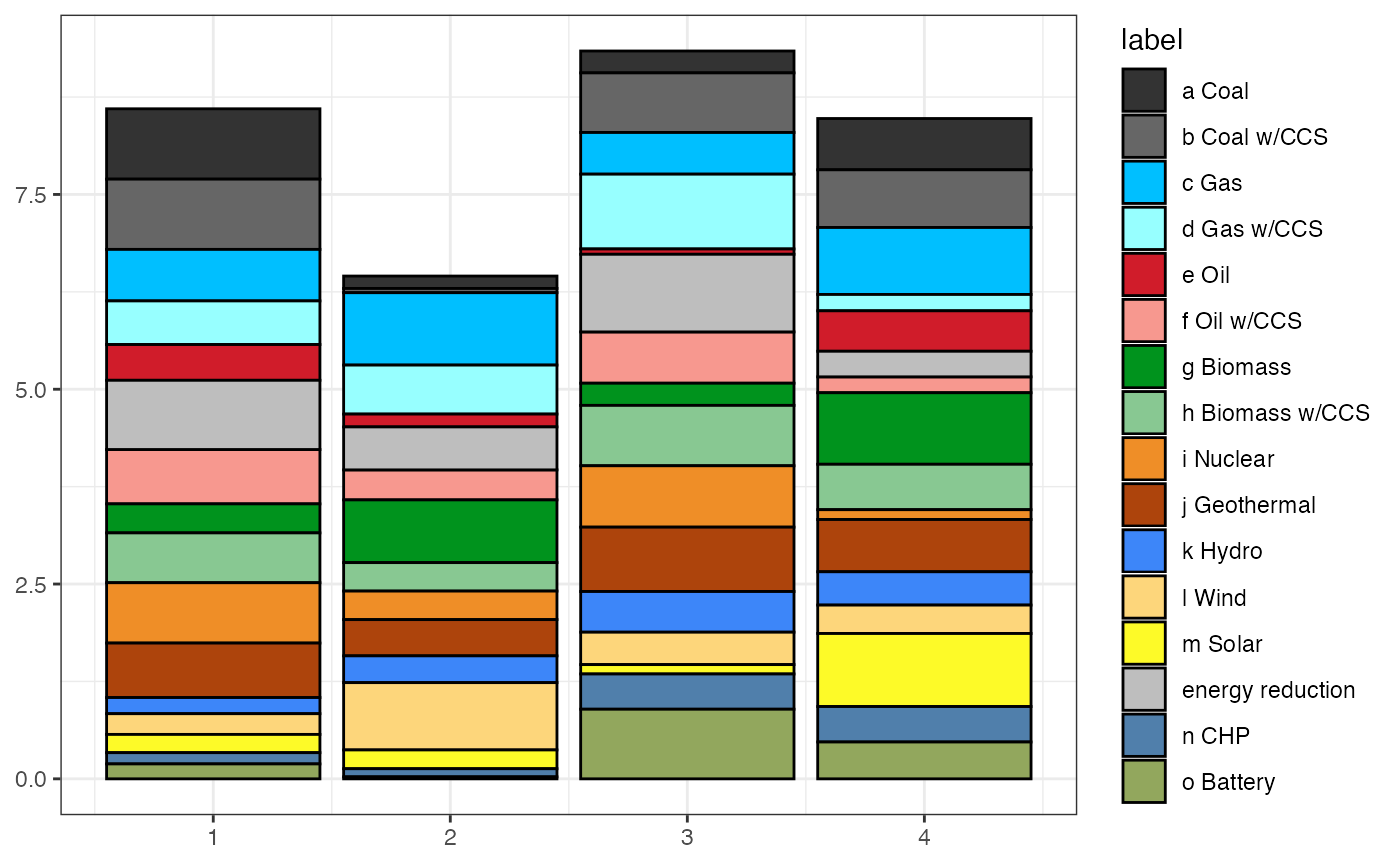 label
a Coal
b Coal w/CCS
c Gas
d Gas w/CCS
e Oil
f Oil w/CCS
g Biomass
h Biomass w/CCS
i Nuclear
j Geothermal
k Hydro
l Wind
m Solar
energy reduction
n CHP
o Battery
7.5
5.0
2.5
0.0
1 2 3 4